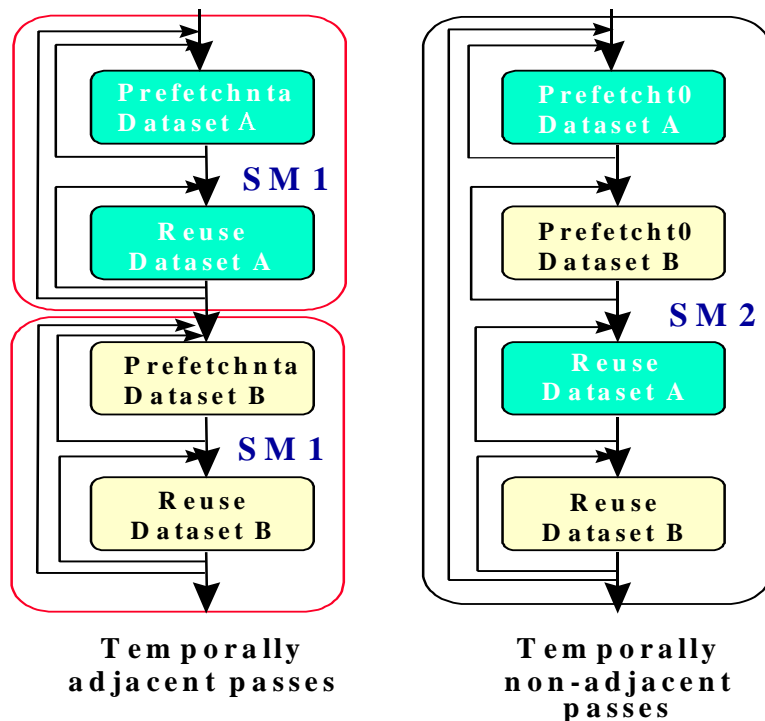 Prefetchnta
Dataset A
SM 1
Reuse
Dataset A
Prefetchnta
Dataset B
SM 1
Reuse
Dataset B
Temporally
adjacent passes
Prefetcht0
Dataset A
Prefetcht0
Dataset B
SM 2
Reuse
Dataset A
Reuse
Dataset B
Temporally
non-adjacent
passes